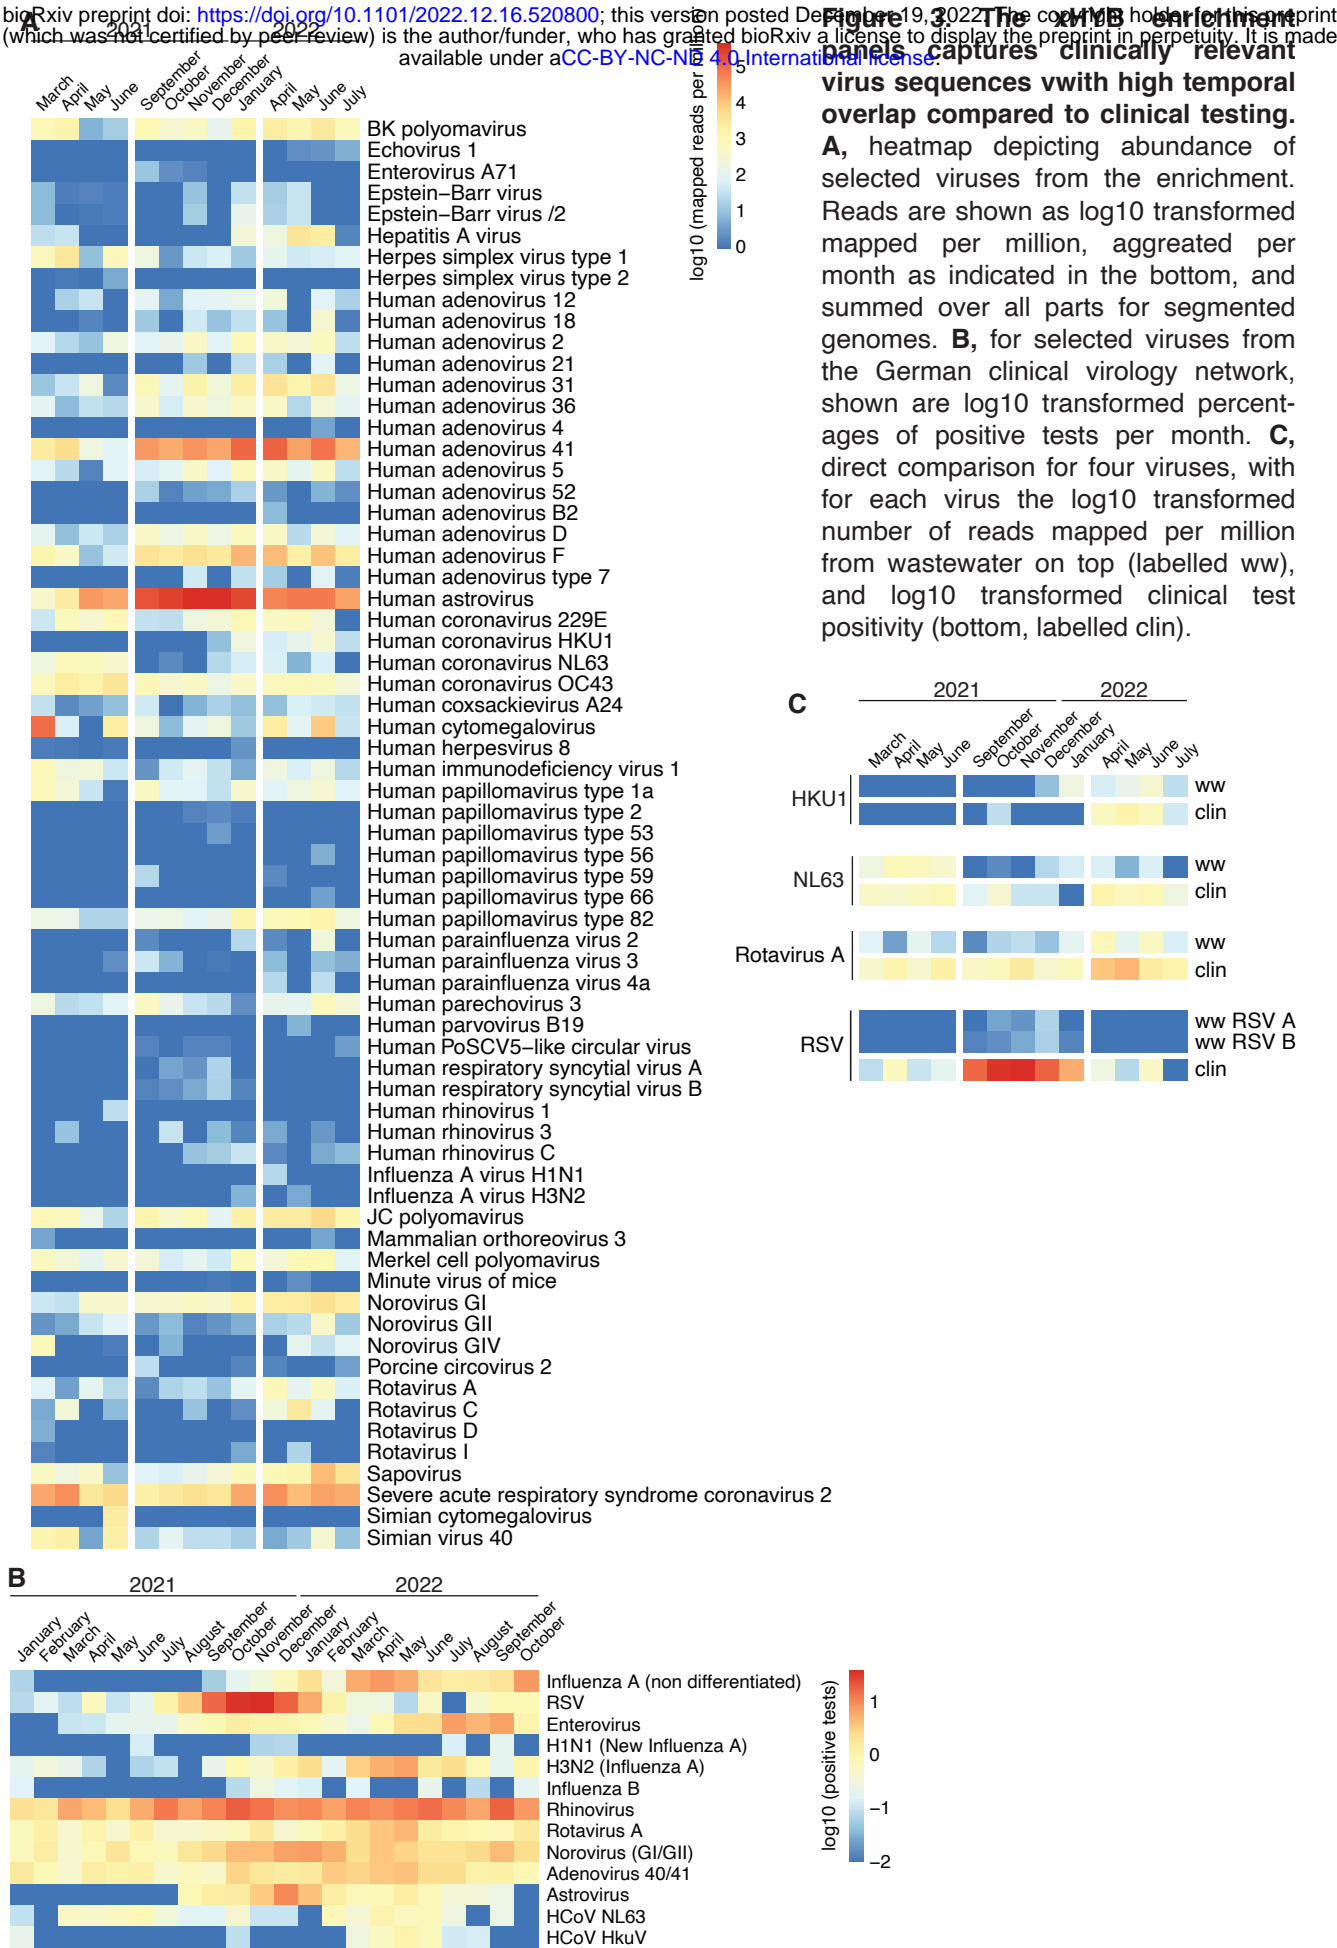 bioRxiv preprint doi: https://doi.org/10.1101/2022.12.16.520800; this version posted December 19, 2022. The copyright holder for this preprint
(which was not certified by peer review) is the author/funder, who has granted bioRxiv a license to display the preprint in perpetuity. It is made
available under aCC-BY-NC-ND 4.0 International license.
A
2021
2022
March
April
May
June
September
October
November
December
January
April
May
June
July
BK polyomavirus
Echovirus 1
Enterovirus A71
Epstein–Barr virus
Epstein–Barr virus /2
Hepatitis A virus
Herpes simplex virus type 1
Herpes simplex virus type 2
Human adenovirus 12
Human adenovirus 18
Human adenovirus 2
Human adenovirus 21
Human adenovirus 31
Human adenovirus 36
Human adenovirus 4
Human adenovirus 41
Human adenovirus 5
Human adenovirus 52
Human adenovirus B2
Human adenovirus D
Human adenovirus F
Human adenovirus type 7
Human astrovirus
Human coronavirus 229E
Human coronavirus HKU1
Human coronavirus NL63
Human coronavirus OC43
Human coxsackievirus A24
Human cytomegalovirus
Human herpesvirus 8
Human immunodeficiency virus 1
Human papillomavirus type 1a
Human papillomavirus type 2
Human papillomavirus type 53
Human papillomavirus type 56
Human papillomavirus type 59
Human papillomavirus type 66
Human papillomavirus type 82
Human parainfluenza virus 2
Human parainfluenza virus 3
Human parainfluenza virus 4a
Human parechovirus 3
Human parvovirus B19
Human PoSCV5–like circular virus
Human respiratory syncytial virus A
Human respiratory syncytial virus B
Human rhinovirus 1
Human rhinovirus 3
Human rhinovirus C
Influenza A virus H1N1
Influenza A virus H3N2
JC polyomavirus
Mammalian orthoreovirus 3
Merkel cell polyomavirus
Minute virus of mice
Norovirus GI
Norovirus GII
Norovirus GIV
Porcine circovirus 2
Rotavirus A
Rotavirus C
Rotavirus D
Rotavirus I
Sapovirus
Severe acute respiratory syndrome coronavirus 2
Simian cytomegalovirus
Simian virus 40
log10 (mapped reads per million)
5
4
3
2
1
0
Figure 3. The xHYB enrichment
panels captures clinically relevant
virus sequences vwith high temporal
overlap compared to clinical testing.
A, heatmap depicting abundance of
selected viruses from the enrichment.
Reads are shown as log10 transformed
mapped per million, aggreated per
month as indicated in the bottom, and
summed over all parts for segmented
genomes. B, for selected viruses from
the German clinical virology network,
shown are log10 transformed percent-
ages of positive tests per month. C,
direct comparison for four viruses, with
for each virus the log10 transformed
number of reads mapped per million
from wastewater on top (labelled ww),
and log10 transformed clinical test
positivity (bottom, labelled clin).
C
2021
2022
March
April
May
June
September
October
November
December
January
April
May
June
July
HKU1
ww
clin
NL63
ww
clin
Rotavirus A
ww
clin
RSV
ww RSV A
ww RSV B
clin
B
2021
2022
January
February
March
April
May
June
July
August
September
October
November
December
January
February
March
April
May
June
July
August
September
October
Influenza A (non differentiated)
RSV
Enterovirus
H1N1 (New Influenza A)
H3N2 (Influenza A)
Influenza B
Rhinovirus
Rotavirus A
Norovirus (GI/GII)
Adenovirus 40/41
Astrovirus
HCoV NL63
HCoV HkuV
log10 (positive tests)
1
0
−1
−2